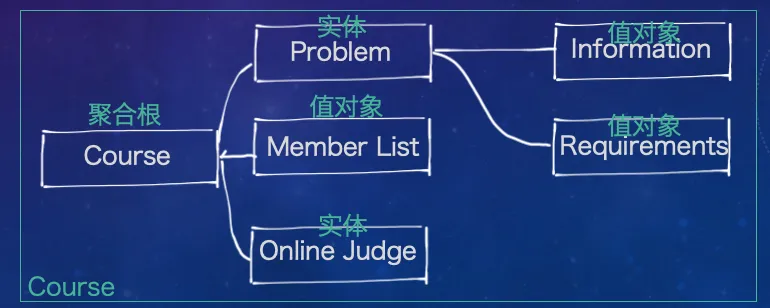 实体
Problem
值对象
Information
聚合根
Course
值对象
Member List
值对象
Requirements
实体
Online Judge
Course